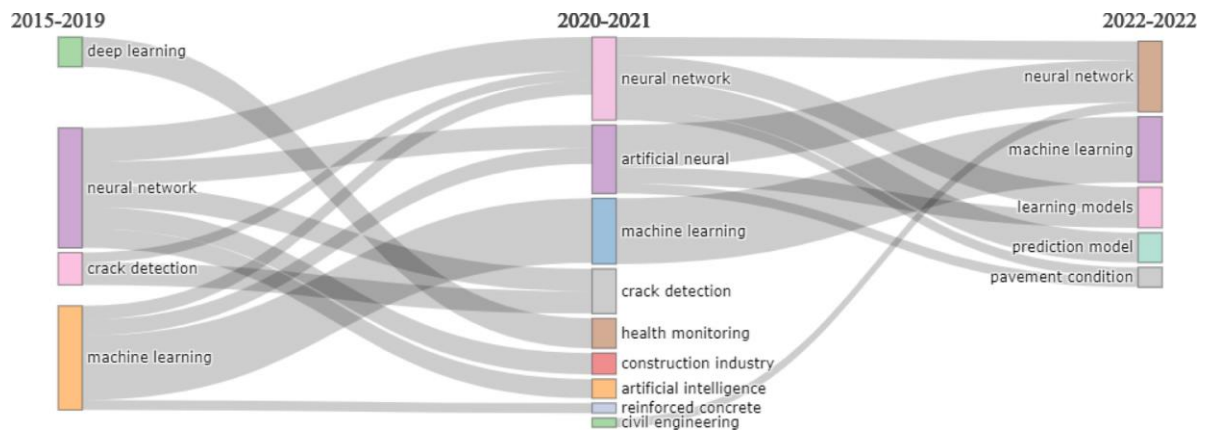 2015-2019
2020-2021
2022-2022
deep learning
neural network
crack detection
machine learning
neural network
artificial neural
machine learning
crack detection
health monitoring
construction industry
artificial intelligence
reinforced concrete
civil engineering
neural network
machine learning
learning models
prediction model
pavement condition